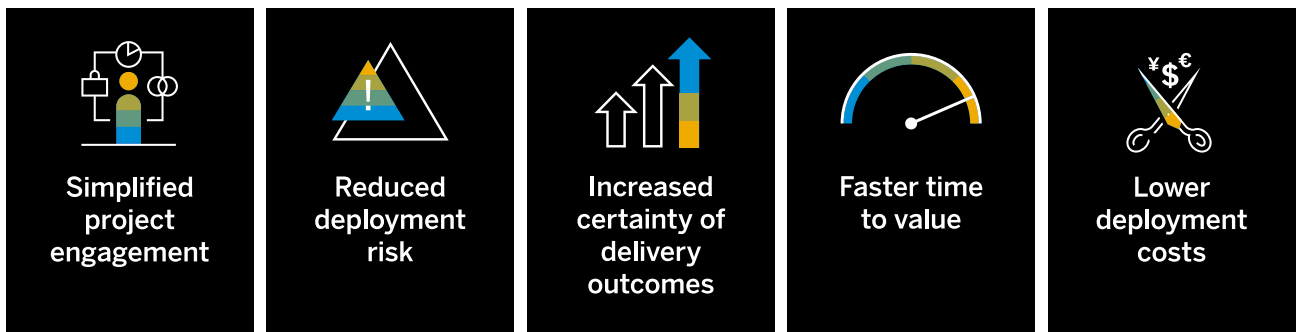 !
¥$€
Simplified
project
engagement
Reduced
deployment
risk
Increased
certainty of
delivery
outcomes
Faster time
to value
Lower
deployment
costs